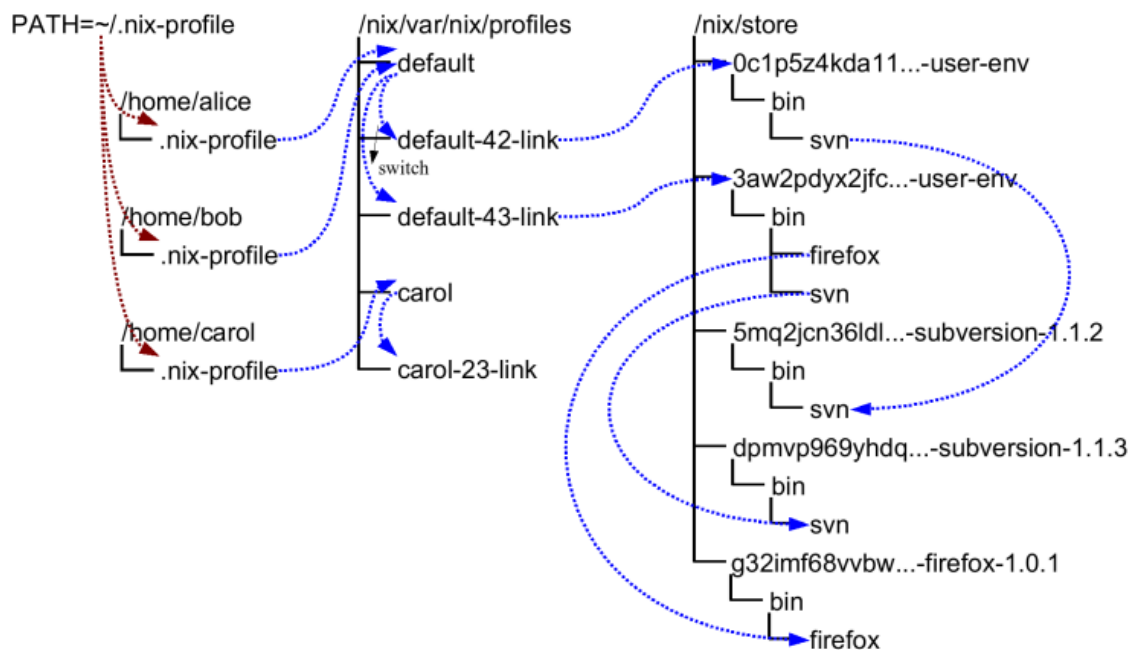 PATH=~/.nix-profile
/home/alice
.nix-profile
/home/bob
.nix-profile
/home/carol
.nix-profile
/nix/var/nix/profiles
default
default-42-link
switch
default-43-link
carol
carol-23-link
/nix/store
0c1p5z4kda11...-user-env
bin
svn
3aw2pdyx2jfc...-user-env
bin
firefox
svn
5mq2jcn36ldl...-subversion-1.1.2
bin
svn
dpmvp969yhdq...-subversion-1.1.3
bin
svn
g32imf68vvbw...-firefox-1.0.1
bin
firefox